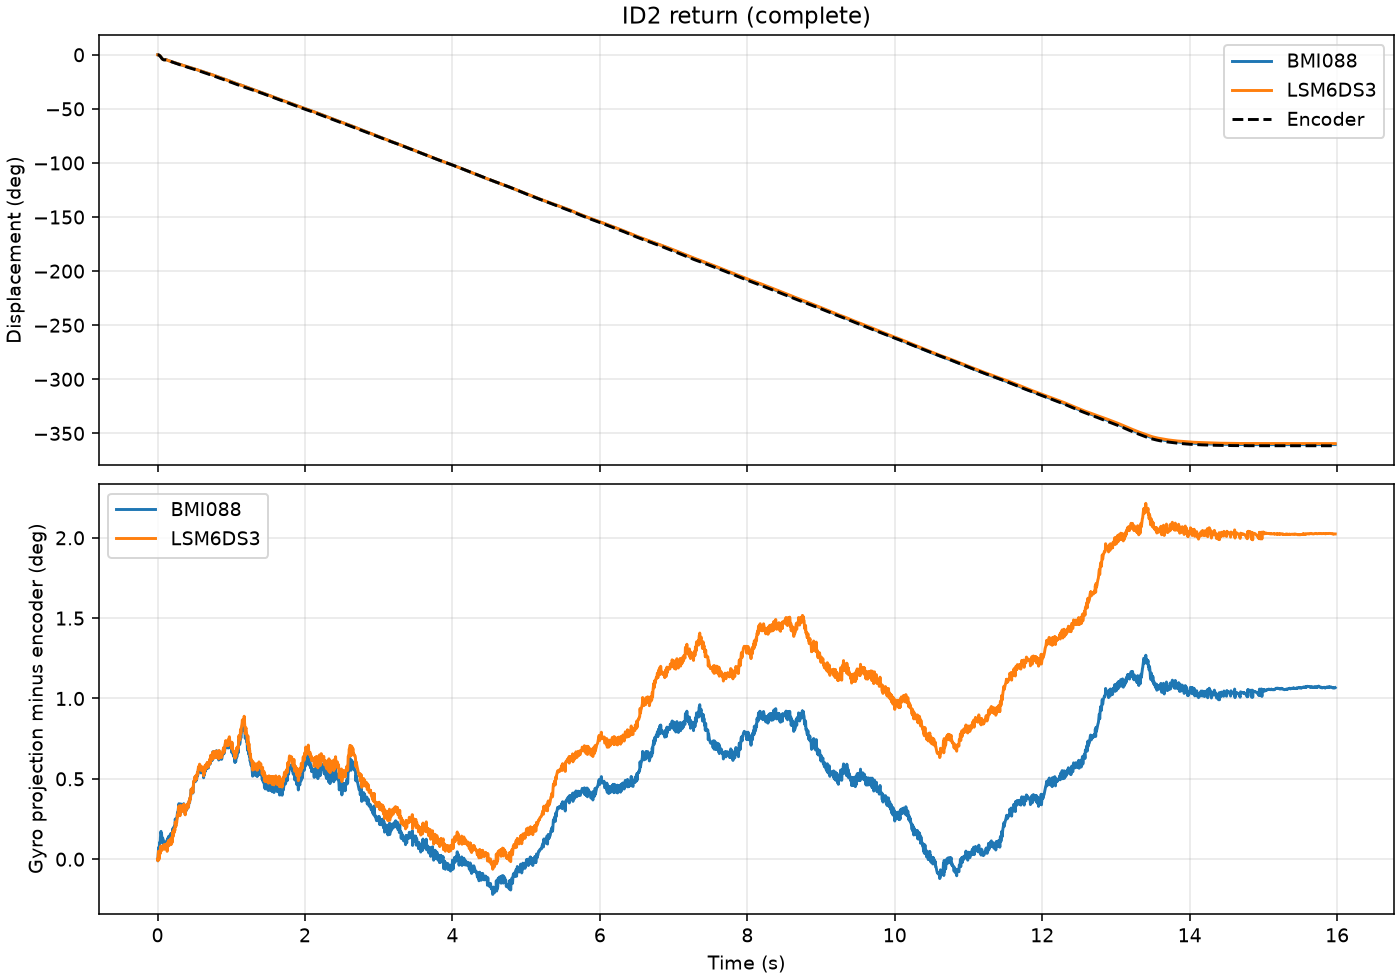 ID2 return (complete)
Displacement (deg)
0
−50
−100
−150
−200
−250
−300
−350
BMI088
LSM6DS3
Encoder
Gyro projection minus encoder (deg)
2.0
1.5
1.0
0.5
0.0
BMI088
LSM6DS3
0 2 4 6 8 10 12 14 16
Time (s)